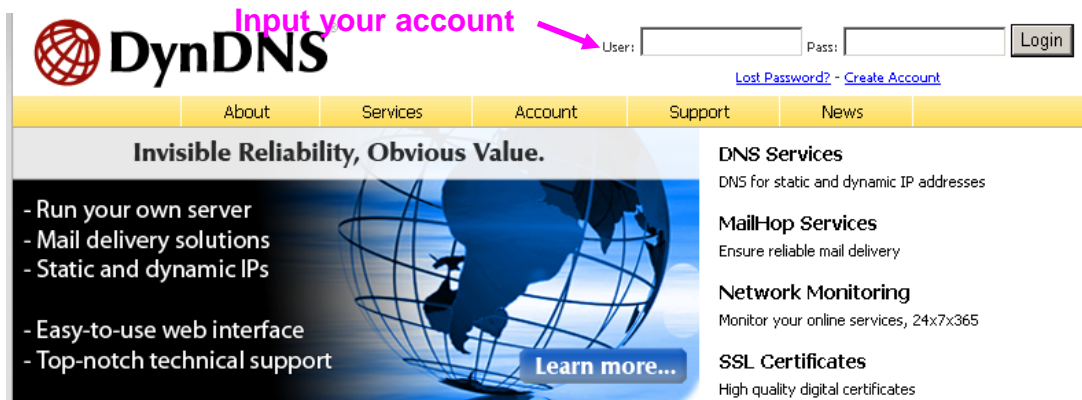 Input your account
DynDNS
User: Pass: Login
Lost Password? - Create Account
About Services Account Support News
Invisible Reliability, Obvious Value.
- Run your own server
- Mail delivery solutions
- Static and dynamic IPs
- Easy-to-use web interface
- Top-notch technical support
Learn more...
DNS Services
DNS for static and dynamic IP addresses
MailHop Services
Ensure reliable mail delivery
Network Monitoring
Monitor your online services, 24x7x365
SSL Certificates
High quality digital certificates